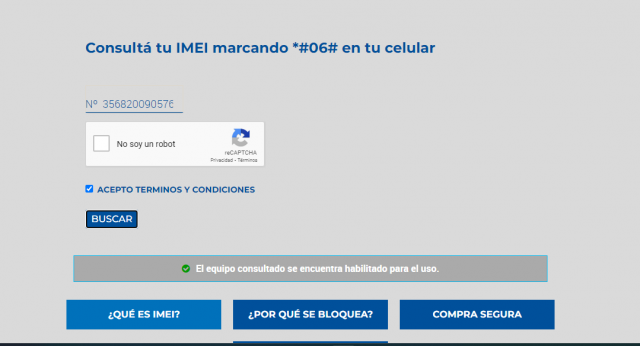 Consultá tu IMEI marcando *#06# en tu celular
Nº 356820090576
No soy un robot
reCAPTCHA
Privacidad - Términos
ACEPTO TERMINOS Y CONDICIONES
BUSCAR
El equipo consultado se encuentra habilitado para el uso.
¿QUÉ ES IMEI?
¿POR QUÉ SE BLOQUEA?
COMPRA SEGURA